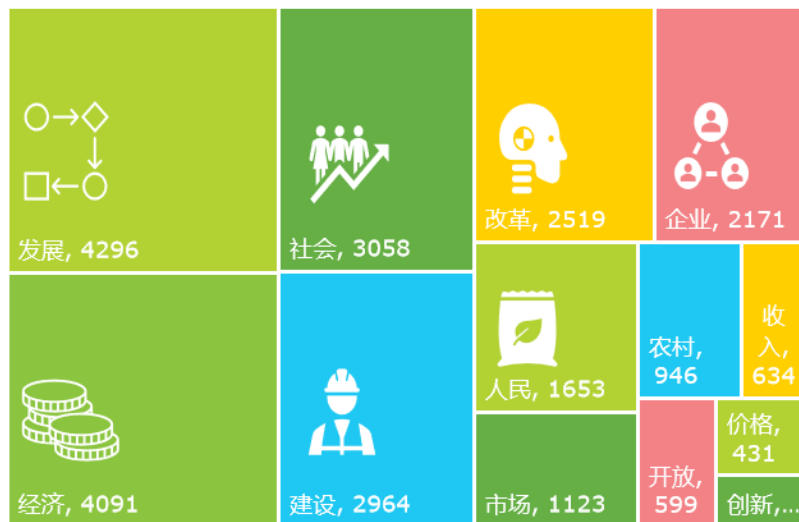 发展, 4296
社会, 3058
改革, 2519
企业, 2171
经济, 4091
建设, 2964
人民, 1653
农村,
946
收
入,
634
市场, 1123
开放,
599
价格,
431
创新,...